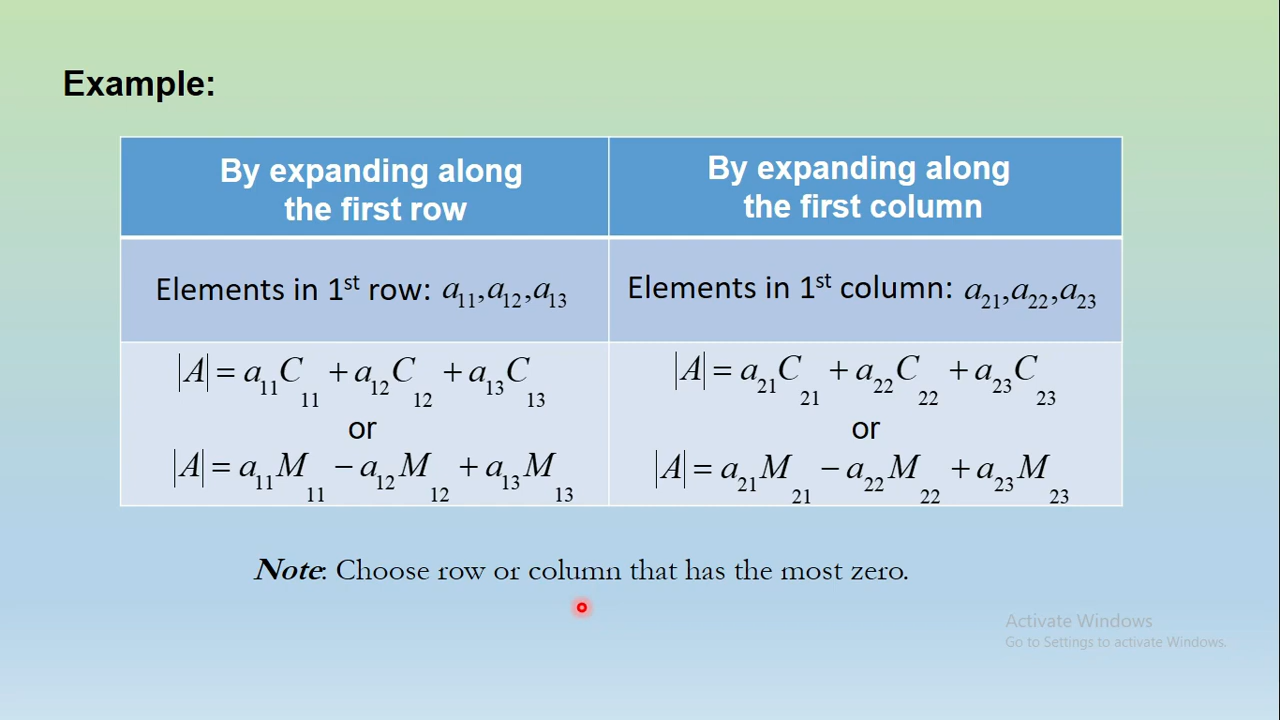 Example:
By expanding along
the first row
By expanding along
the first column
Elements in 1st row: a11,a12,a13
Elements in 1st column: a21,a22,a23
|A| = a11C11 + a12C12 + a13C13
or
|A| = a11M11 − a12M12 + a13M13
|A| = a21C21 + a22C22 + a23C23
or
|A| = a21M21 − a22M22 + a23M23
Note: Choose row or column that has the most zero.
Activate Windows
Go to Settings to activate Windows.